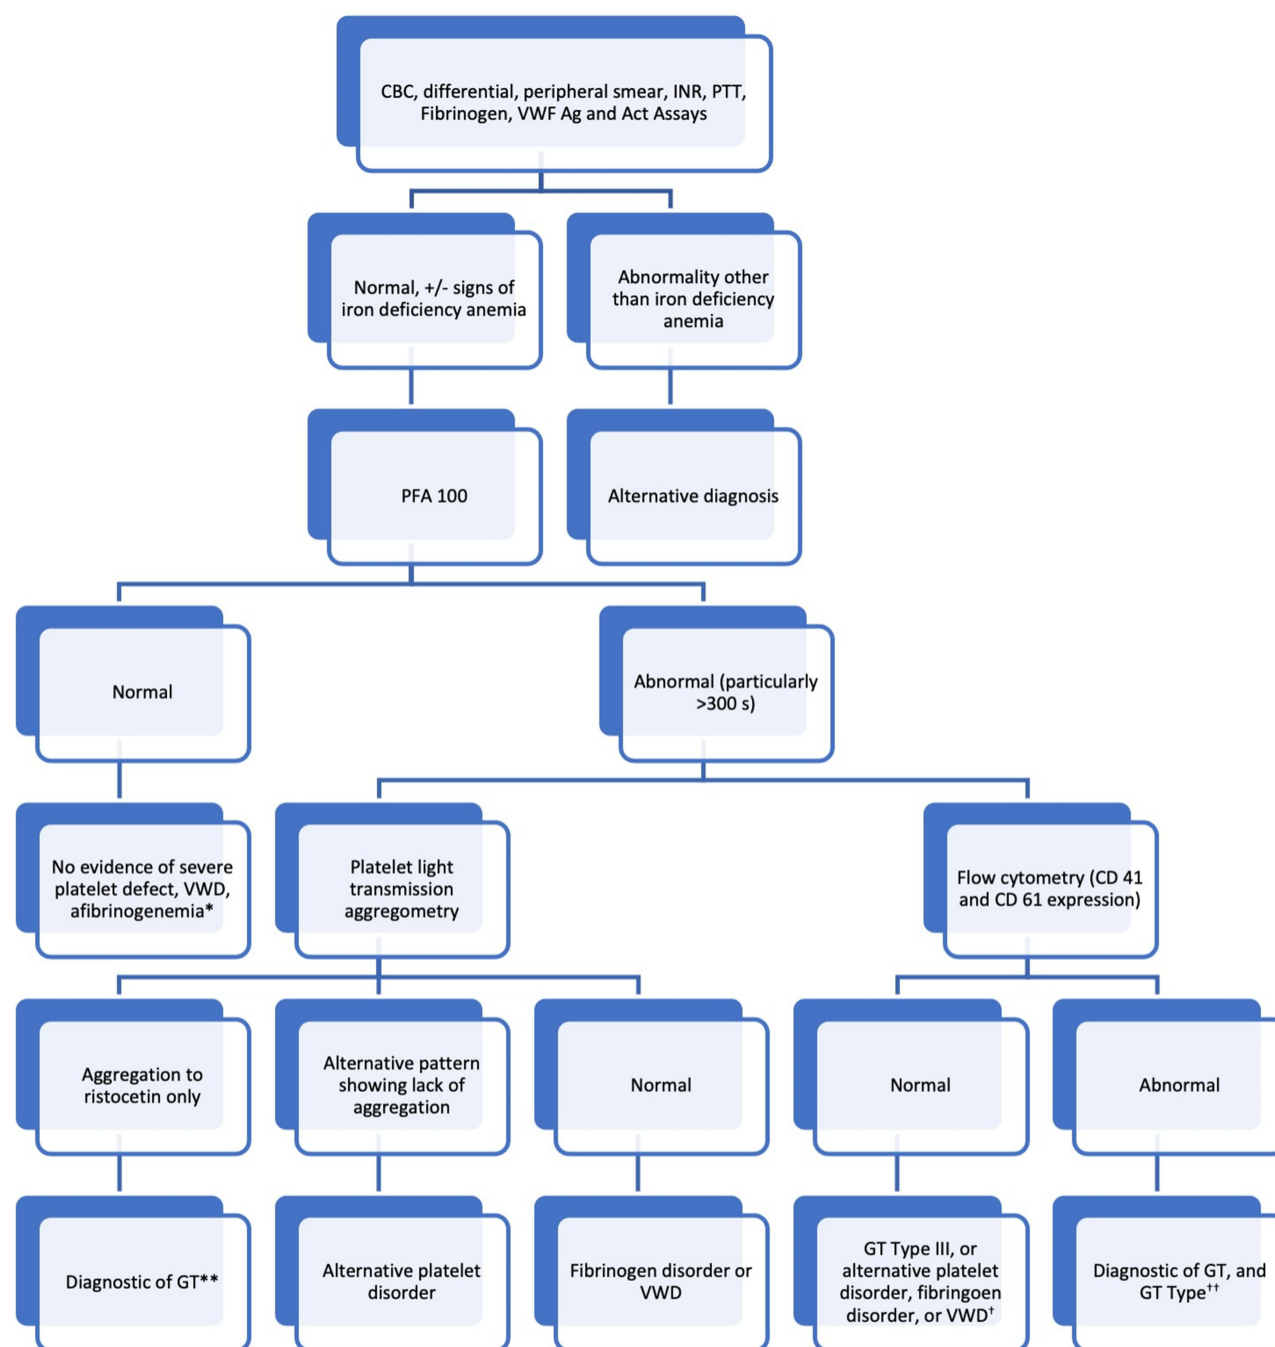 CBC, differential, peripheral smear, INR, PTT,
Fibrinogen, VWF Ag and Act Assays
Normal, +/- signs of
iron deficiency anemia
Abnormality other
than iron deficiency
anemia
PFA 100
Alternative diagnosis
Normal
Abnormal (particularly
>300 s)
No evidence of severe
platelet defect, VWD,
afibrinogenemia*
Platelet light
transmission
aggregometry
Flow cytometry (CD 41
and CD 61 expression)
Aggregation to
ristocetin only
Alternative pattern
showing lack of
aggregation
Normal
Normal
Abnormal
Diagnostic of GT**
Alternative platelet
disorder
Fibrinogen disorder or
VWD
GT Type III, or
alternative platelet
disorder, fibringoen
disorder, or VWD†
Diagnostic of GT, and
GT Type††